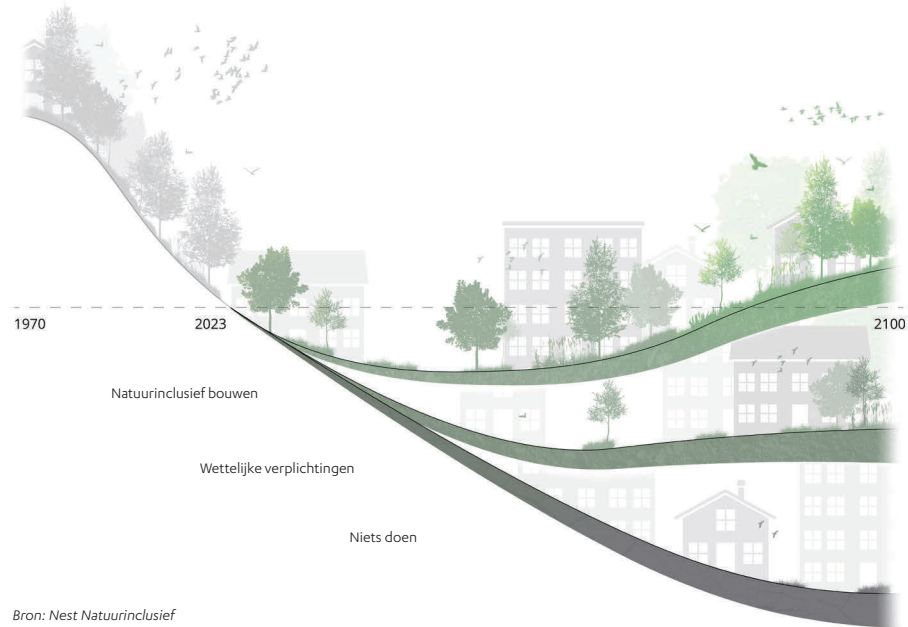 1970
2023
2100
Natuurinclusief bouwen
Wettelijke verplichtingen
Niets doen
Bron: Nest Natuurinclusief